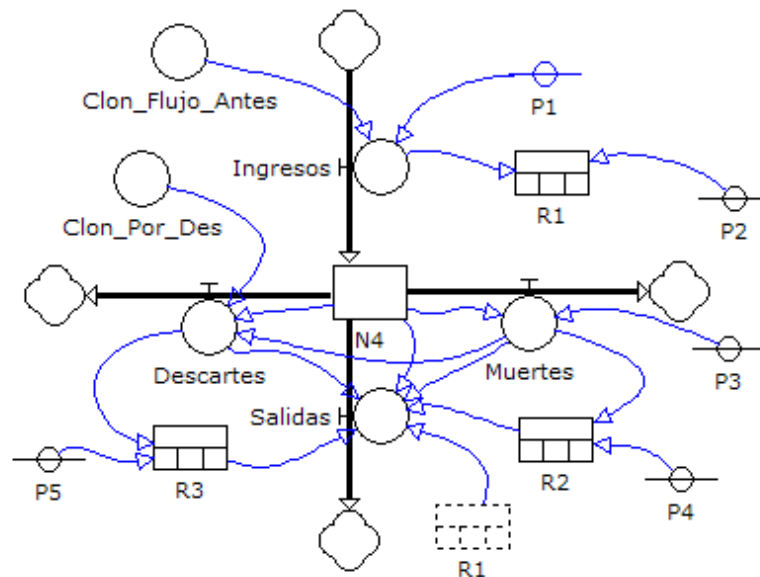 Clon_Flujo_Antes
P1
Ingresos
R1
P2
Clon_Por_Des
N4
Descartes
Muertes
P3
Salidas
P5
R3
R2
P4
R1